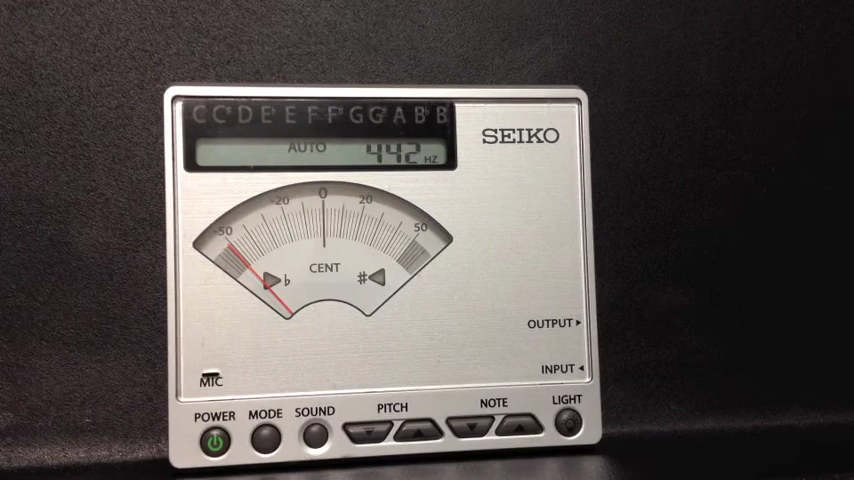 C C# D E♭ E F F# G G# A B♭ B
SEIKO
AUTO 442 HZ
-50 -20 0 20 50
CENT
♭ #
OUTPUT ▸
INPUT ◂
MIC
POWER MODE SOUND PITCH NOTE LIGHT